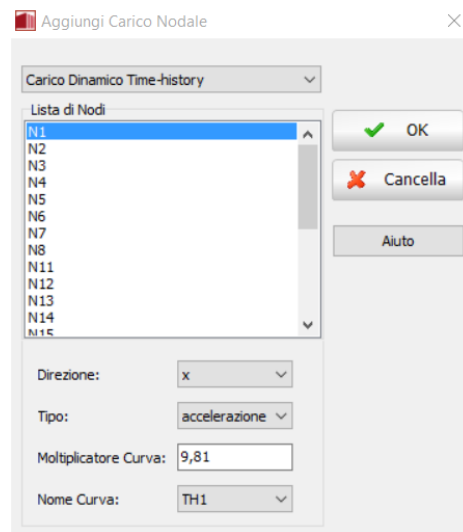 Aggiungi Carico Nodale
Carico Dinamico Time-history
Lista di Nodi
N1
N2
N3
N4
N5
N6
N7
N8
N11
N12
N13
N14
N15
OK
Cancella
Aiuto
Direzione: x
Tipo: accelerazione
Moltiplicatore Curva: 9,81
Nome Curva: TH1